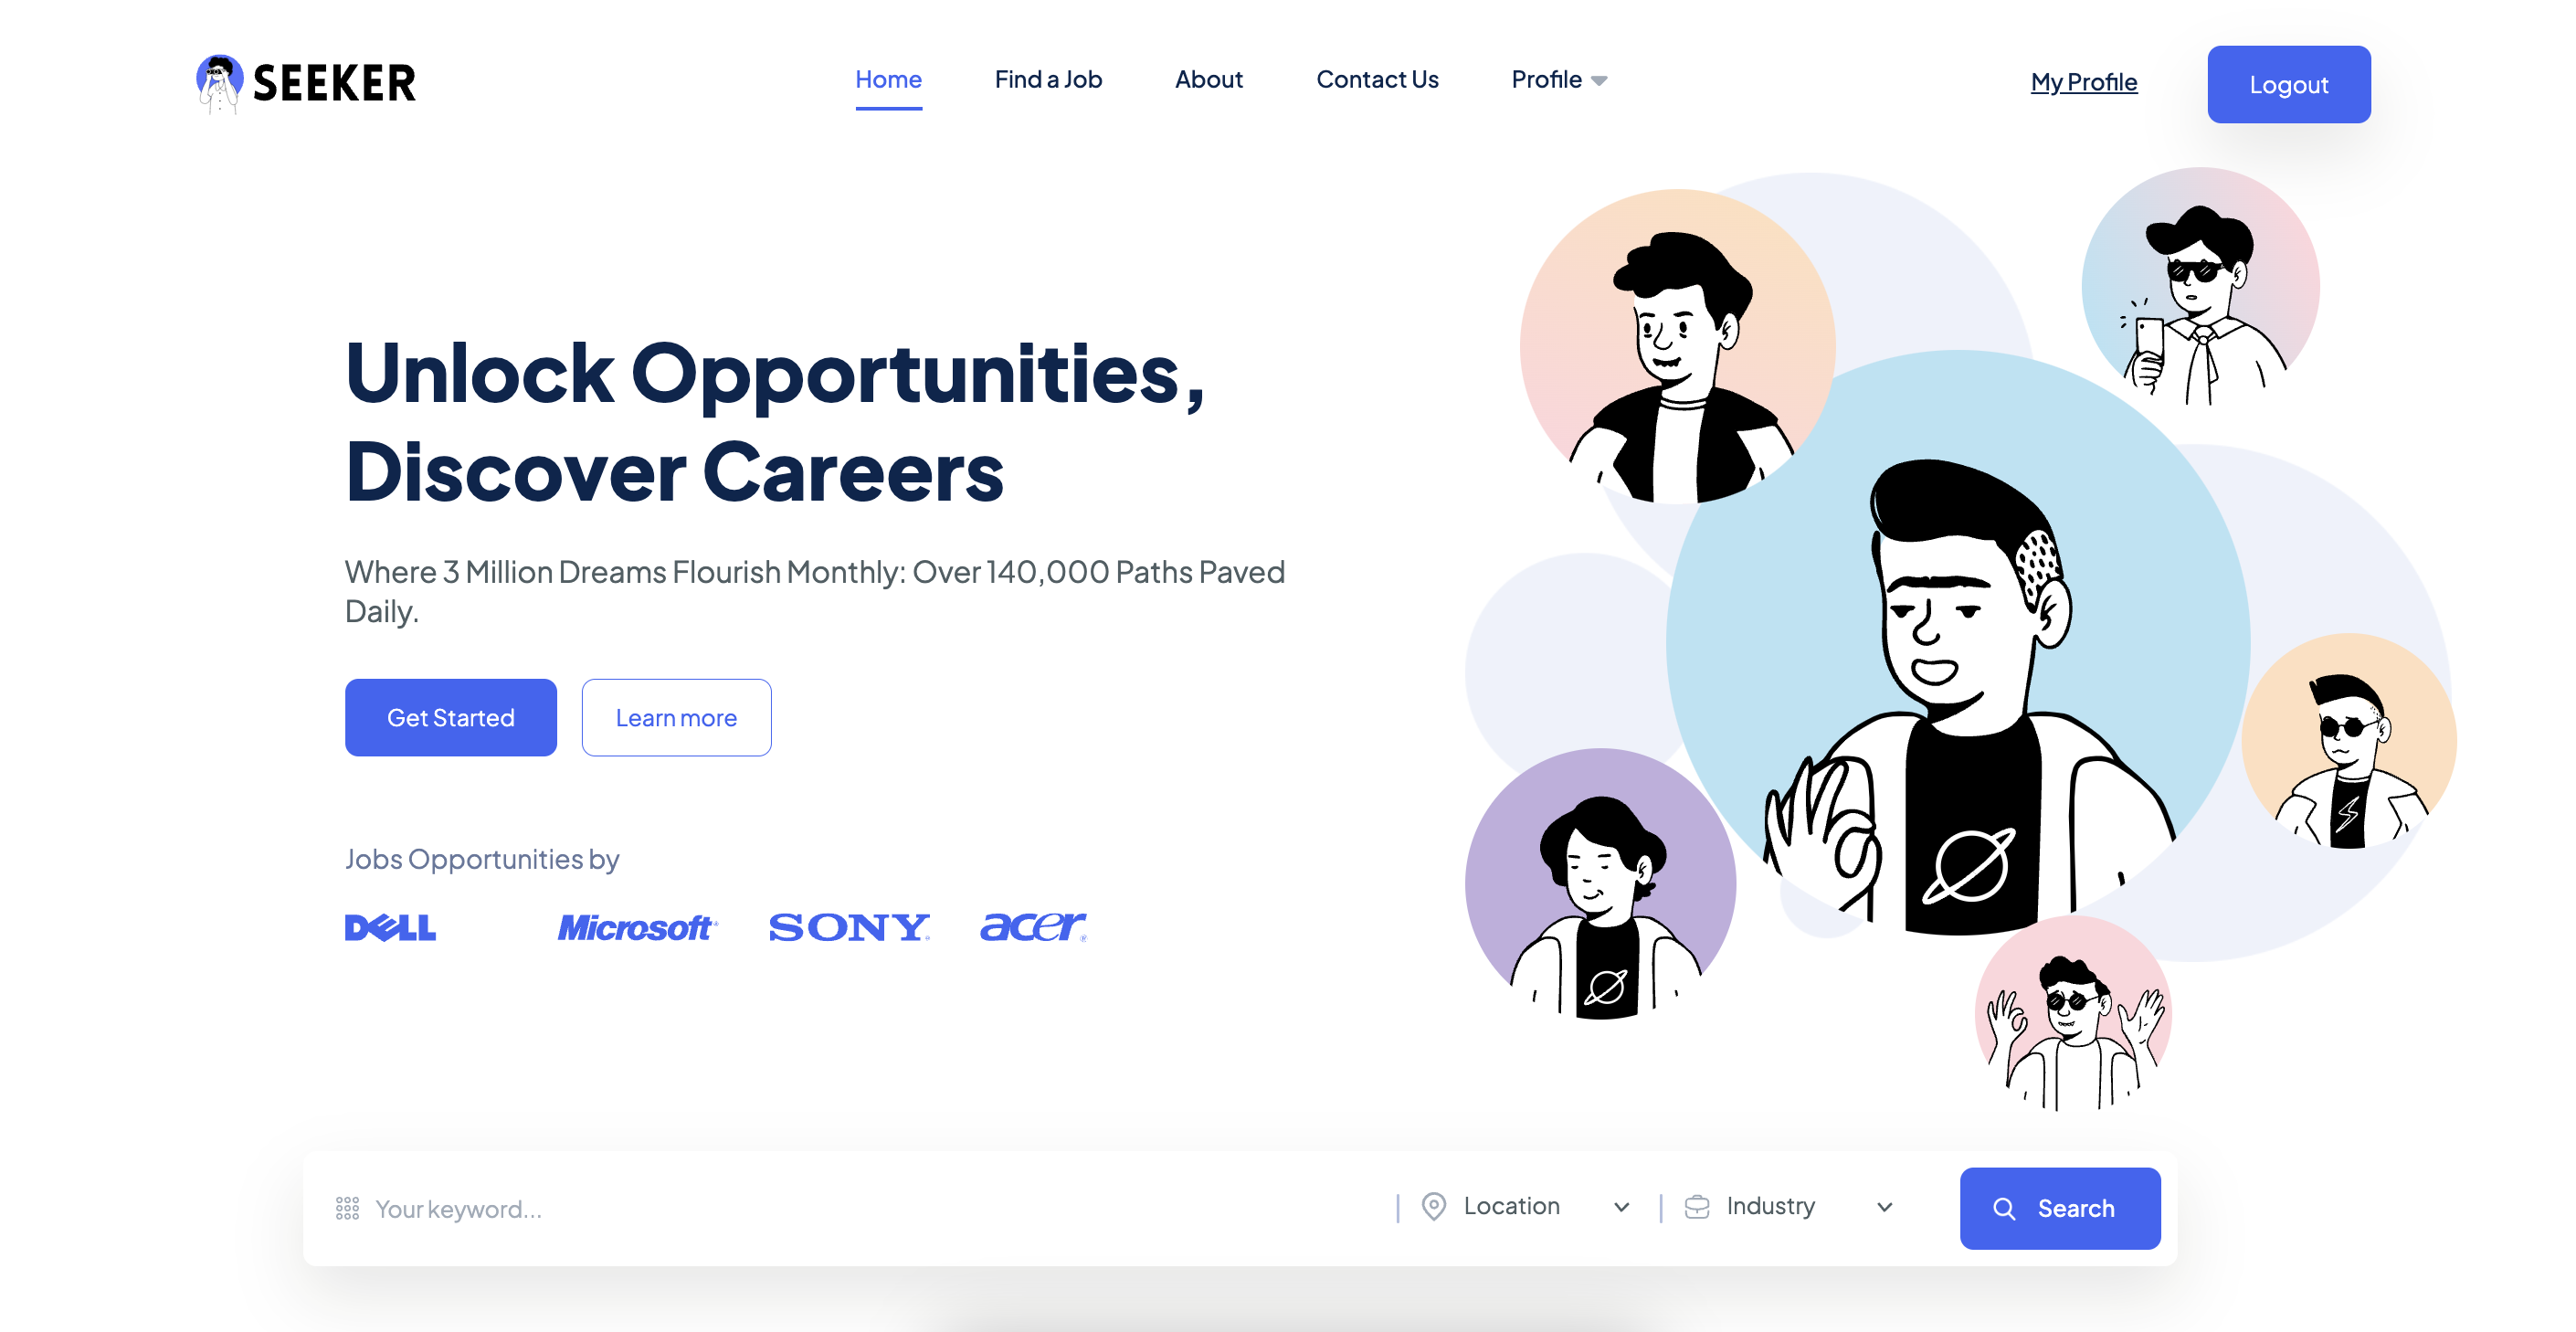 SEEKER
Home Find a Job About Contact Us Profile My Profile Logout
Unlock Opportunities,
Discover Careers
Where 3 Million Dreams Flourish Monthly: Over 140,000 Paths Paved
Daily.
Get Started Learn more
Jobs Opportunities by
DELL Microsoft® SONY acer®
Your keyword... Location Industry Search